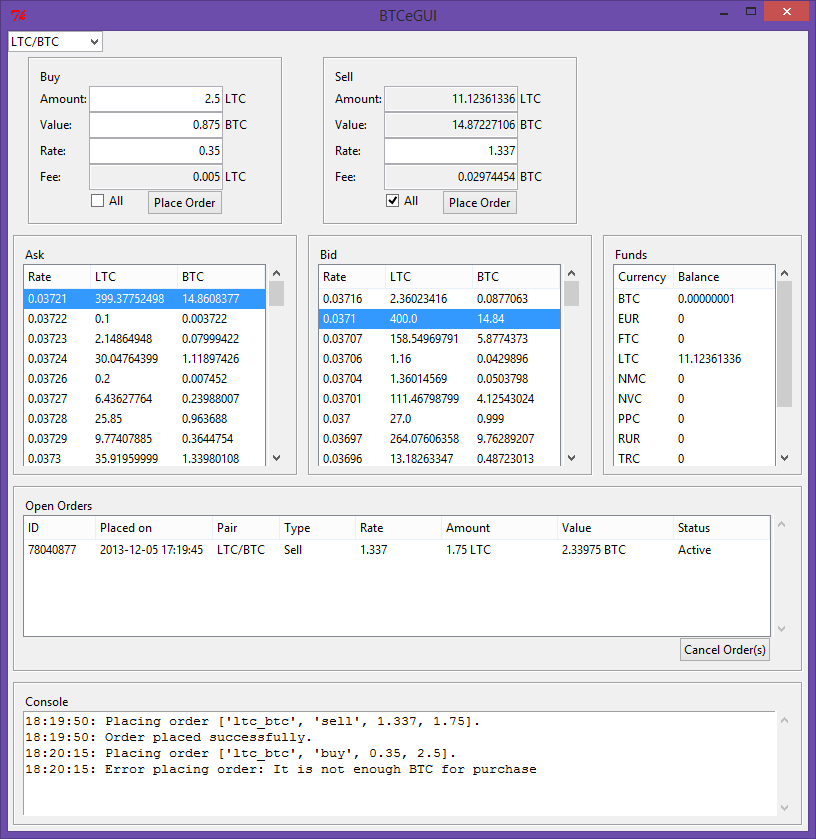 BTCeGUI
LTC/BTC
Buy
Amount: 2.5 LTC
Value: 0.875 BTC
Rate: 0.35
Fee: 0.005 LTC
All Place Order
Sell
Amount: 11.12361336 LTC
Value: 14.87227106 BTC
Rate: 1.337
Fee: 0.02974454 BTC
All Place Order
Ask
Rate LTC BTC
0.03721 399.37752498 14.8608377
0.03722 0.1 0.003722
0.03723 2.14864948 0.07999422
0.03724 30.04764399 1.11897426
0.03726 0.2 0.007452
0.03727 6.43627764 0.23988007
0.03728 25.85 0.963688
0.03729 9.77407885 0.3644754
0.0373 35.91959999 1.33980108
Bid
Rate LTC BTC
0.03716 2.36023416 0.0877063
0.0371 400.0 14.84
0.03707 158.54969791 5.8774373
0.03706 1.16 0.0429896
0.03704 1.36014569 0.0503798
0.03701 111.46798799 4.12543024
0.037 27.0 0.999
0.03697 264.07606358 9.76289207
0.03696 13.18263347 0.48723013
Funds
Currency Balance
BTC 0.00000001
EUR 0
FTC 0
LTC 11.12361336
NMC 0
NVC 0
PPC 0
RUR 0
TRC 0
Open Orders
ID Placed on Pair Type Rate Amount Value Status
78040877 2013-12-05 17:19:45 LTC/BTC Sell 1.337 1.75 LTC 2.33975 BTC Active
Cancel Order(s)
Console
18:19:50: Placing order ['ltc_btc', 'sell', 1.337, 1.75].
18:19:50: Order placed successfully.
18:20:15: Placing order ['ltc_btc', 'buy', 0.35, 2.5].
18:20:15: Error placing order: It is not enough BTC for purchase